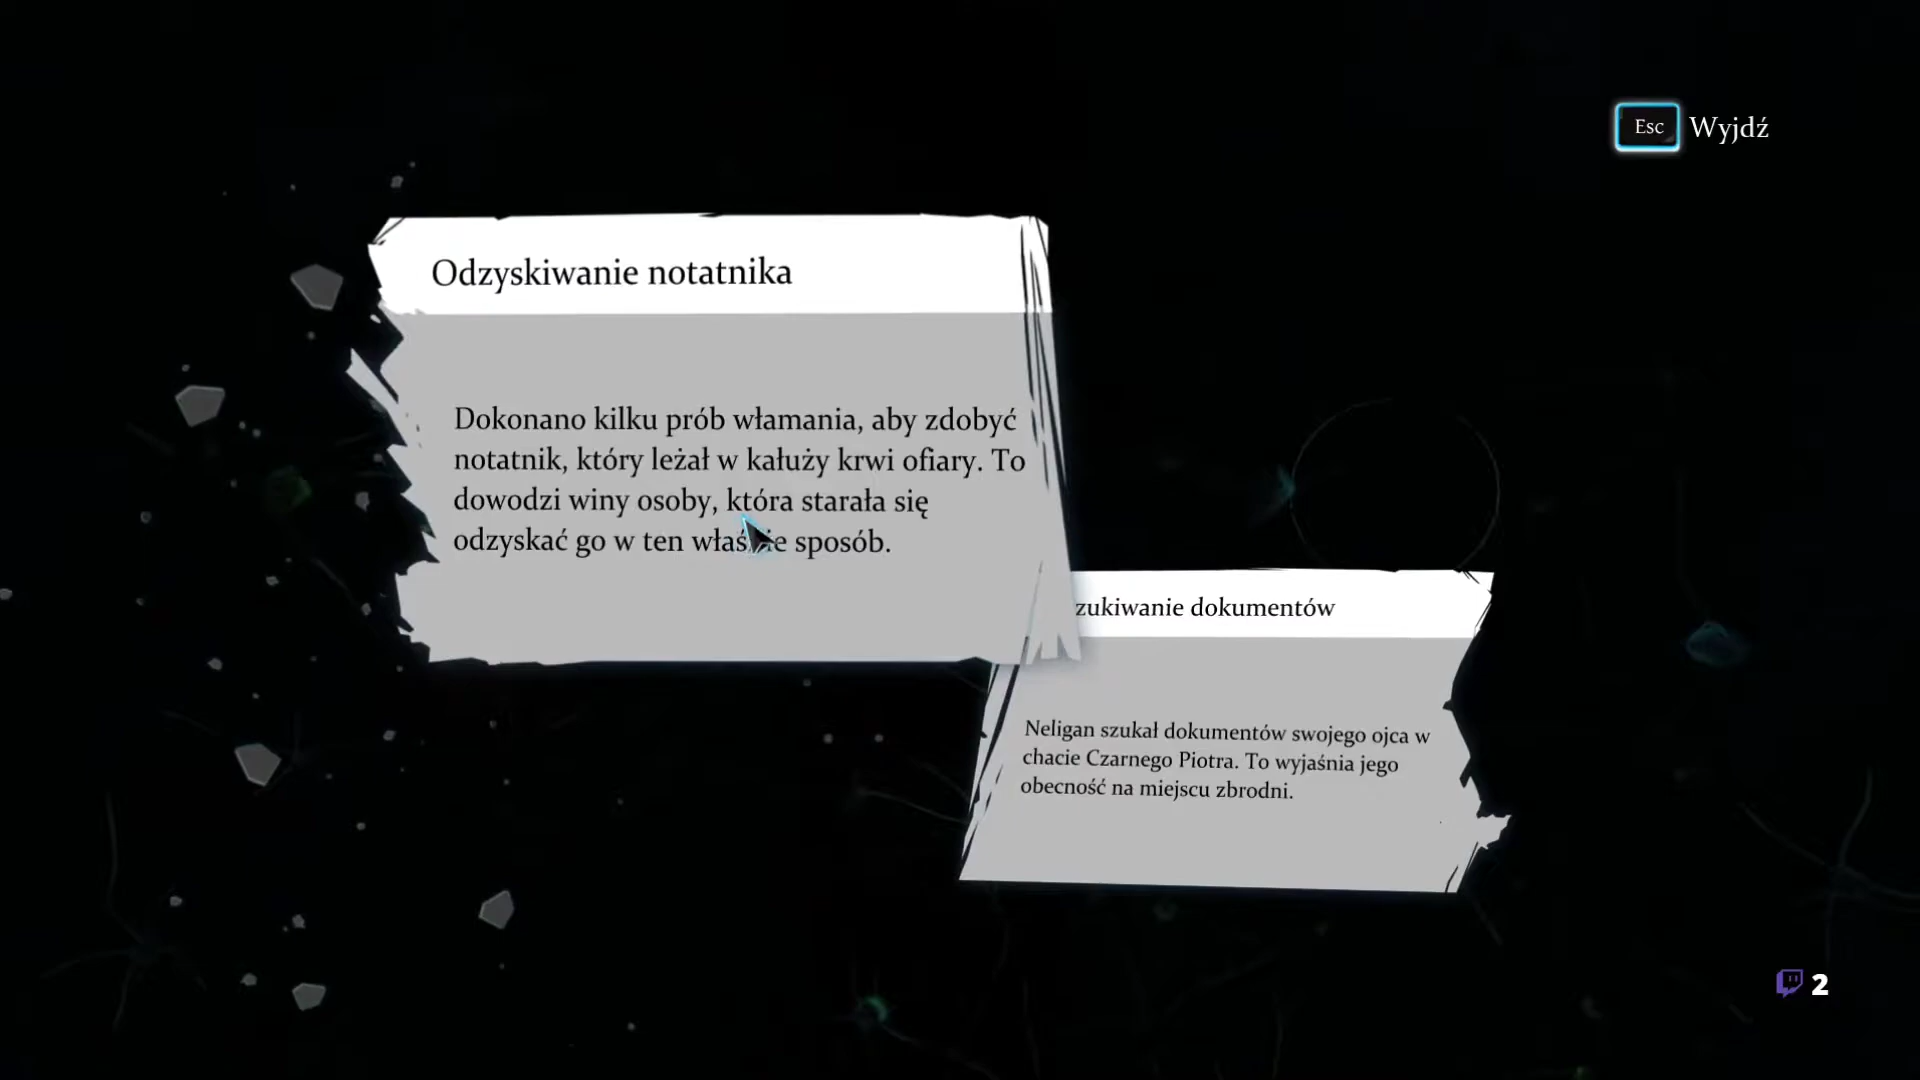 Esc Wyjdź
Odzyskiwanie notatnika
Dokonano kilku prób włamania, aby zdobyć
notatnik, który leżał w kałuży krwi ofiary. To
dowodzi winy osoby, która starała się
odzyskać go w ten właśnie sposób.
zukiwanie dokumentów
Neligan szukał dokumentów swojego ojca w
chacie Czarnego Piotra. To wyjaśnia jego
obecność na miejscu zbrodni.
2